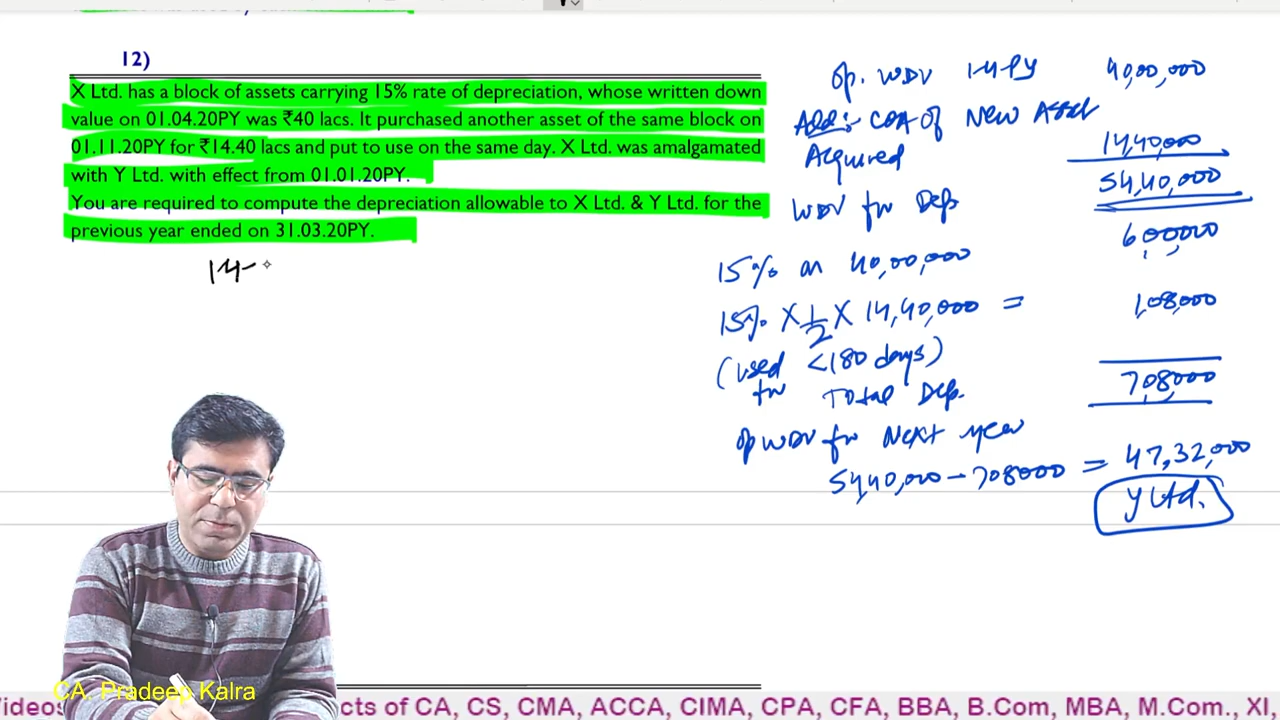 12)
X Ltd. has a block of assets carrying 15% rate of depreciation, whose written down
value on 01.04.20PY was ₹40 lacs. It purchased another asset of the same block on
01.11.20PY for ₹14.40 lacs and put to use on the same day. X Ltd. was amalgamated
with Y Ltd. with effect from 01.01.20PY.
You are required to compute the depreciation allowable to X Ltd. & Y Ltd. for the
previous year ended on 31.03.20PY.
14-
Op. WDV 1-4-PY 40,00,000
Add:- Cost of New Asset
Acquired 14,40,000
54,40,000
WDV for Dep.
15% on 40,00,000 6,00,000
15% X 1/2 X 14,40,000 = 1,08,000
(used <180 days)
for Total Dep. 7,08,000
Op WDV for Next year
54,40,000 - 708000 = 47,32,000
Y Ltd.
CA. Pradeep Kalra
cts of CA, CS, CMA, ACCA, CIMA, CPA, CFA, BBA, B.Com, MBA, M.Com., XI,